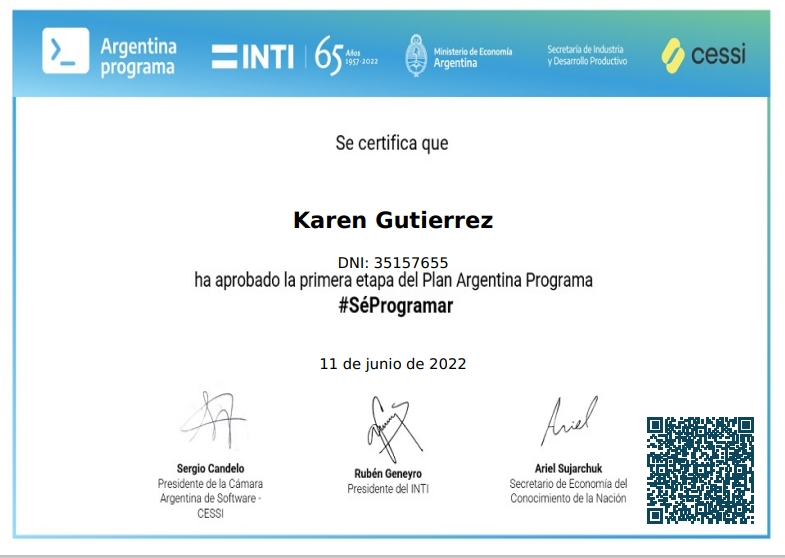 Argentina
programa
INTI
65 Años
1957-2022
Ministerio de Economía
Argentina
Secretaría de Industria
y Desarrollo Productivo
cessi
Se certifica que
Karen Gutierrez
DNI: 35157655
ha aprobado la primera etapa del Plan Argentina Programa
#SéProgramar
11 de junio de 2022
Ariel
Sergio Candelo
Presidente de la Cámara
Argentina de Software -
CESSI
Rubén Geneyro
Presidente del INTI
Ariel Sujarchuk
Secretario de Economía del
Conocimiento de la Nación